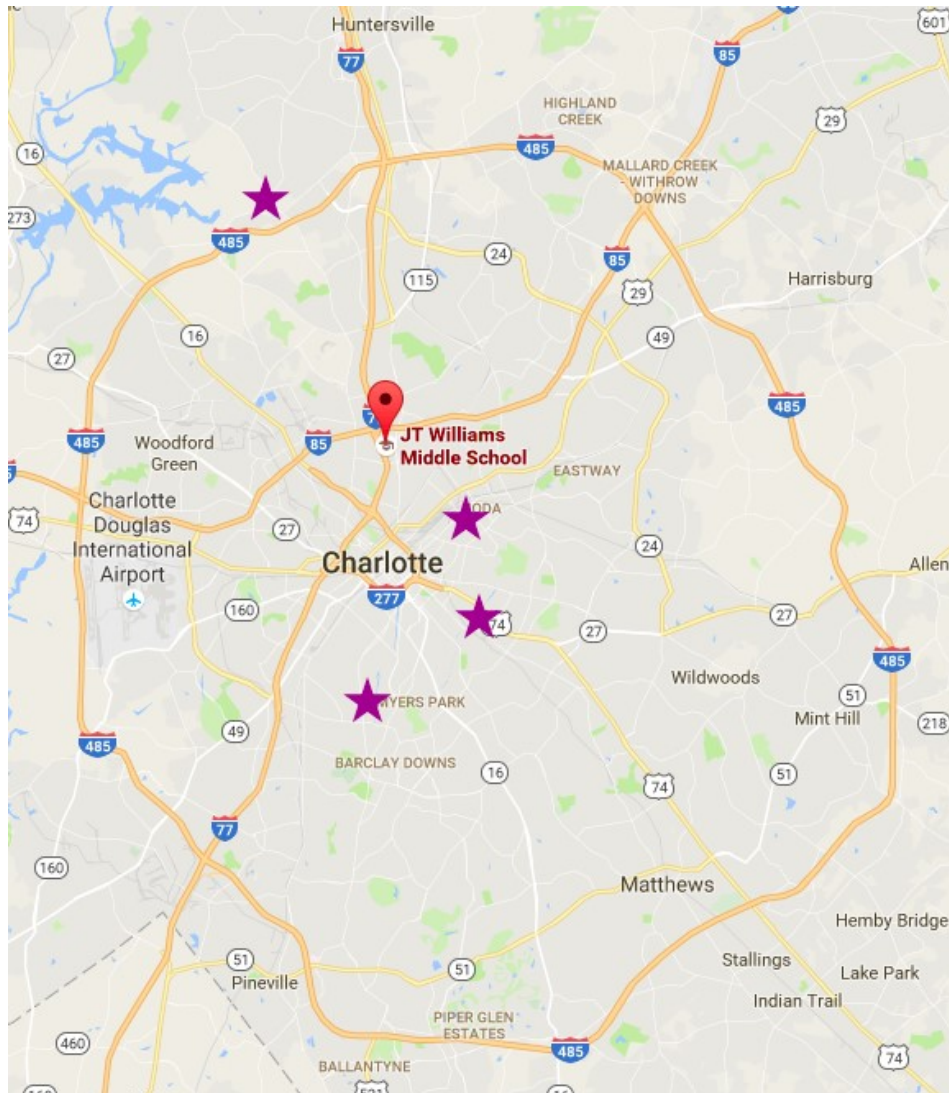 Huntersville
77
85
601
HIGHLAND
CREEK
29
16
485
MALLARD CREEK
- WITHROW
DOWNS
273
485
24
85
115
Harrisburg
29
16
49
27
485
JT Williams
Middle School
485
85
Woodford
Green
EASTWAY
Charlotte
Douglas
International
Airport
74
27
24
Charlotte
Allen
277
160
74
27
27
485
Wildwoods
51
MYERS PARK
Mint Hill
218
49
485
BARCLAY DOWNS
16
51
74
77
160
Matthews
Hemby Bridge
51
51
Stallings
Lake Park
Pineville
Indian Trail
PIPER GLEN
ESTATES
460
485
74
BALLANTYNE